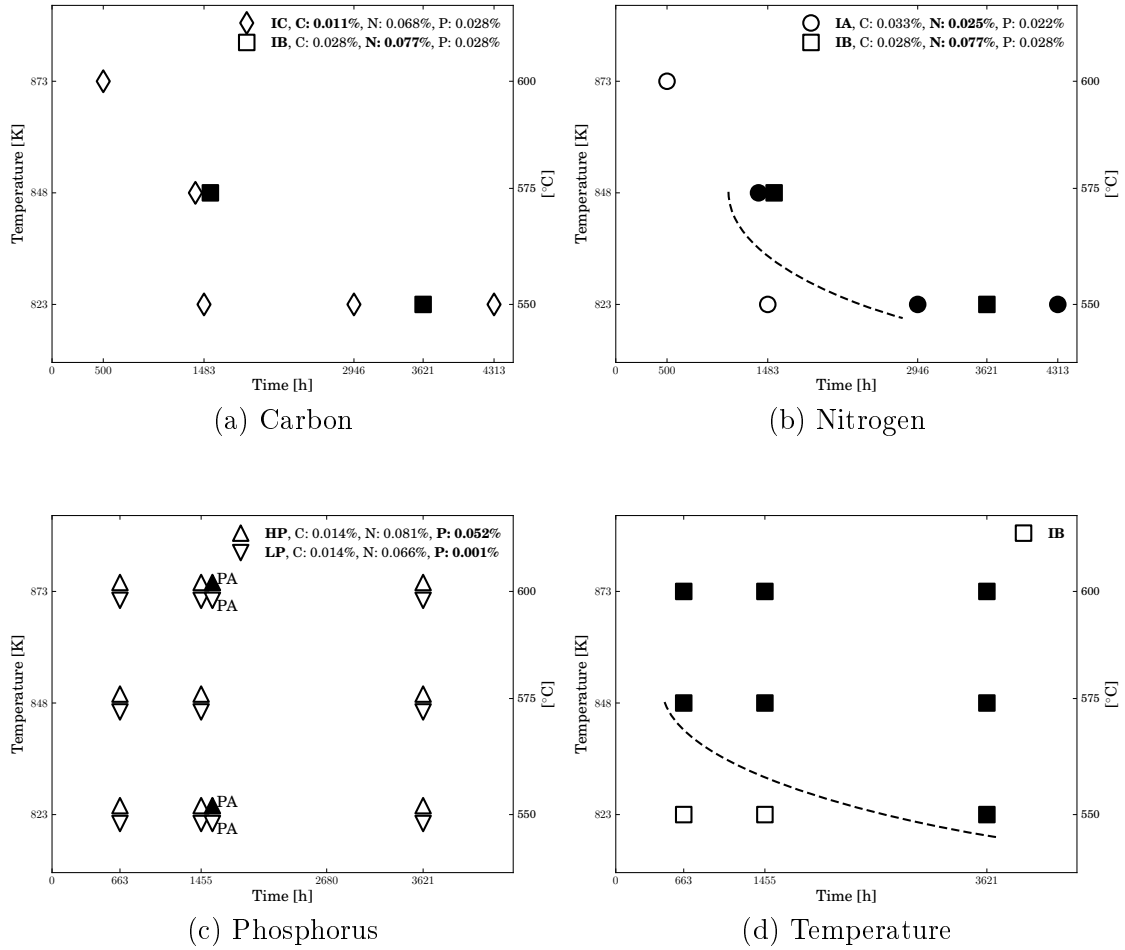 IC, C: 0.011%, N: 0.068%, P: 0.028%
IB, C: 0.028%, N: 0.077%, P: 0.028%
873
848
823
600
575
550
Temperature [K]
[°C]
0
500
1483
2946
3621
4313
Time [h]
(a) Carbon
IA, C: 0.033%, N: 0.025%, P: 0.022%
IB, C: 0.028%, N: 0.077%, P: 0.028%
873
848
823
600
575
550
Temperature [K]
[°C]
0
500
1483
2946
3621
4313
Time [h]
(b) Nitrogen
HP, C: 0.014%, N: 0.081%, P: 0.052%
LP, C: 0.014%, N: 0.066%, P: 0.001%
PA
PA
PA
PA
873
848
823
600
575
550
Temperature [K]
[°C]
0
663
1455
2680
3621
Time [h]
(c) Phosphorus
IB
873
848
823
600
575
550
Temperature [K]
[°C]
0
663
1455
3621
Time [h]
(d) Temperature